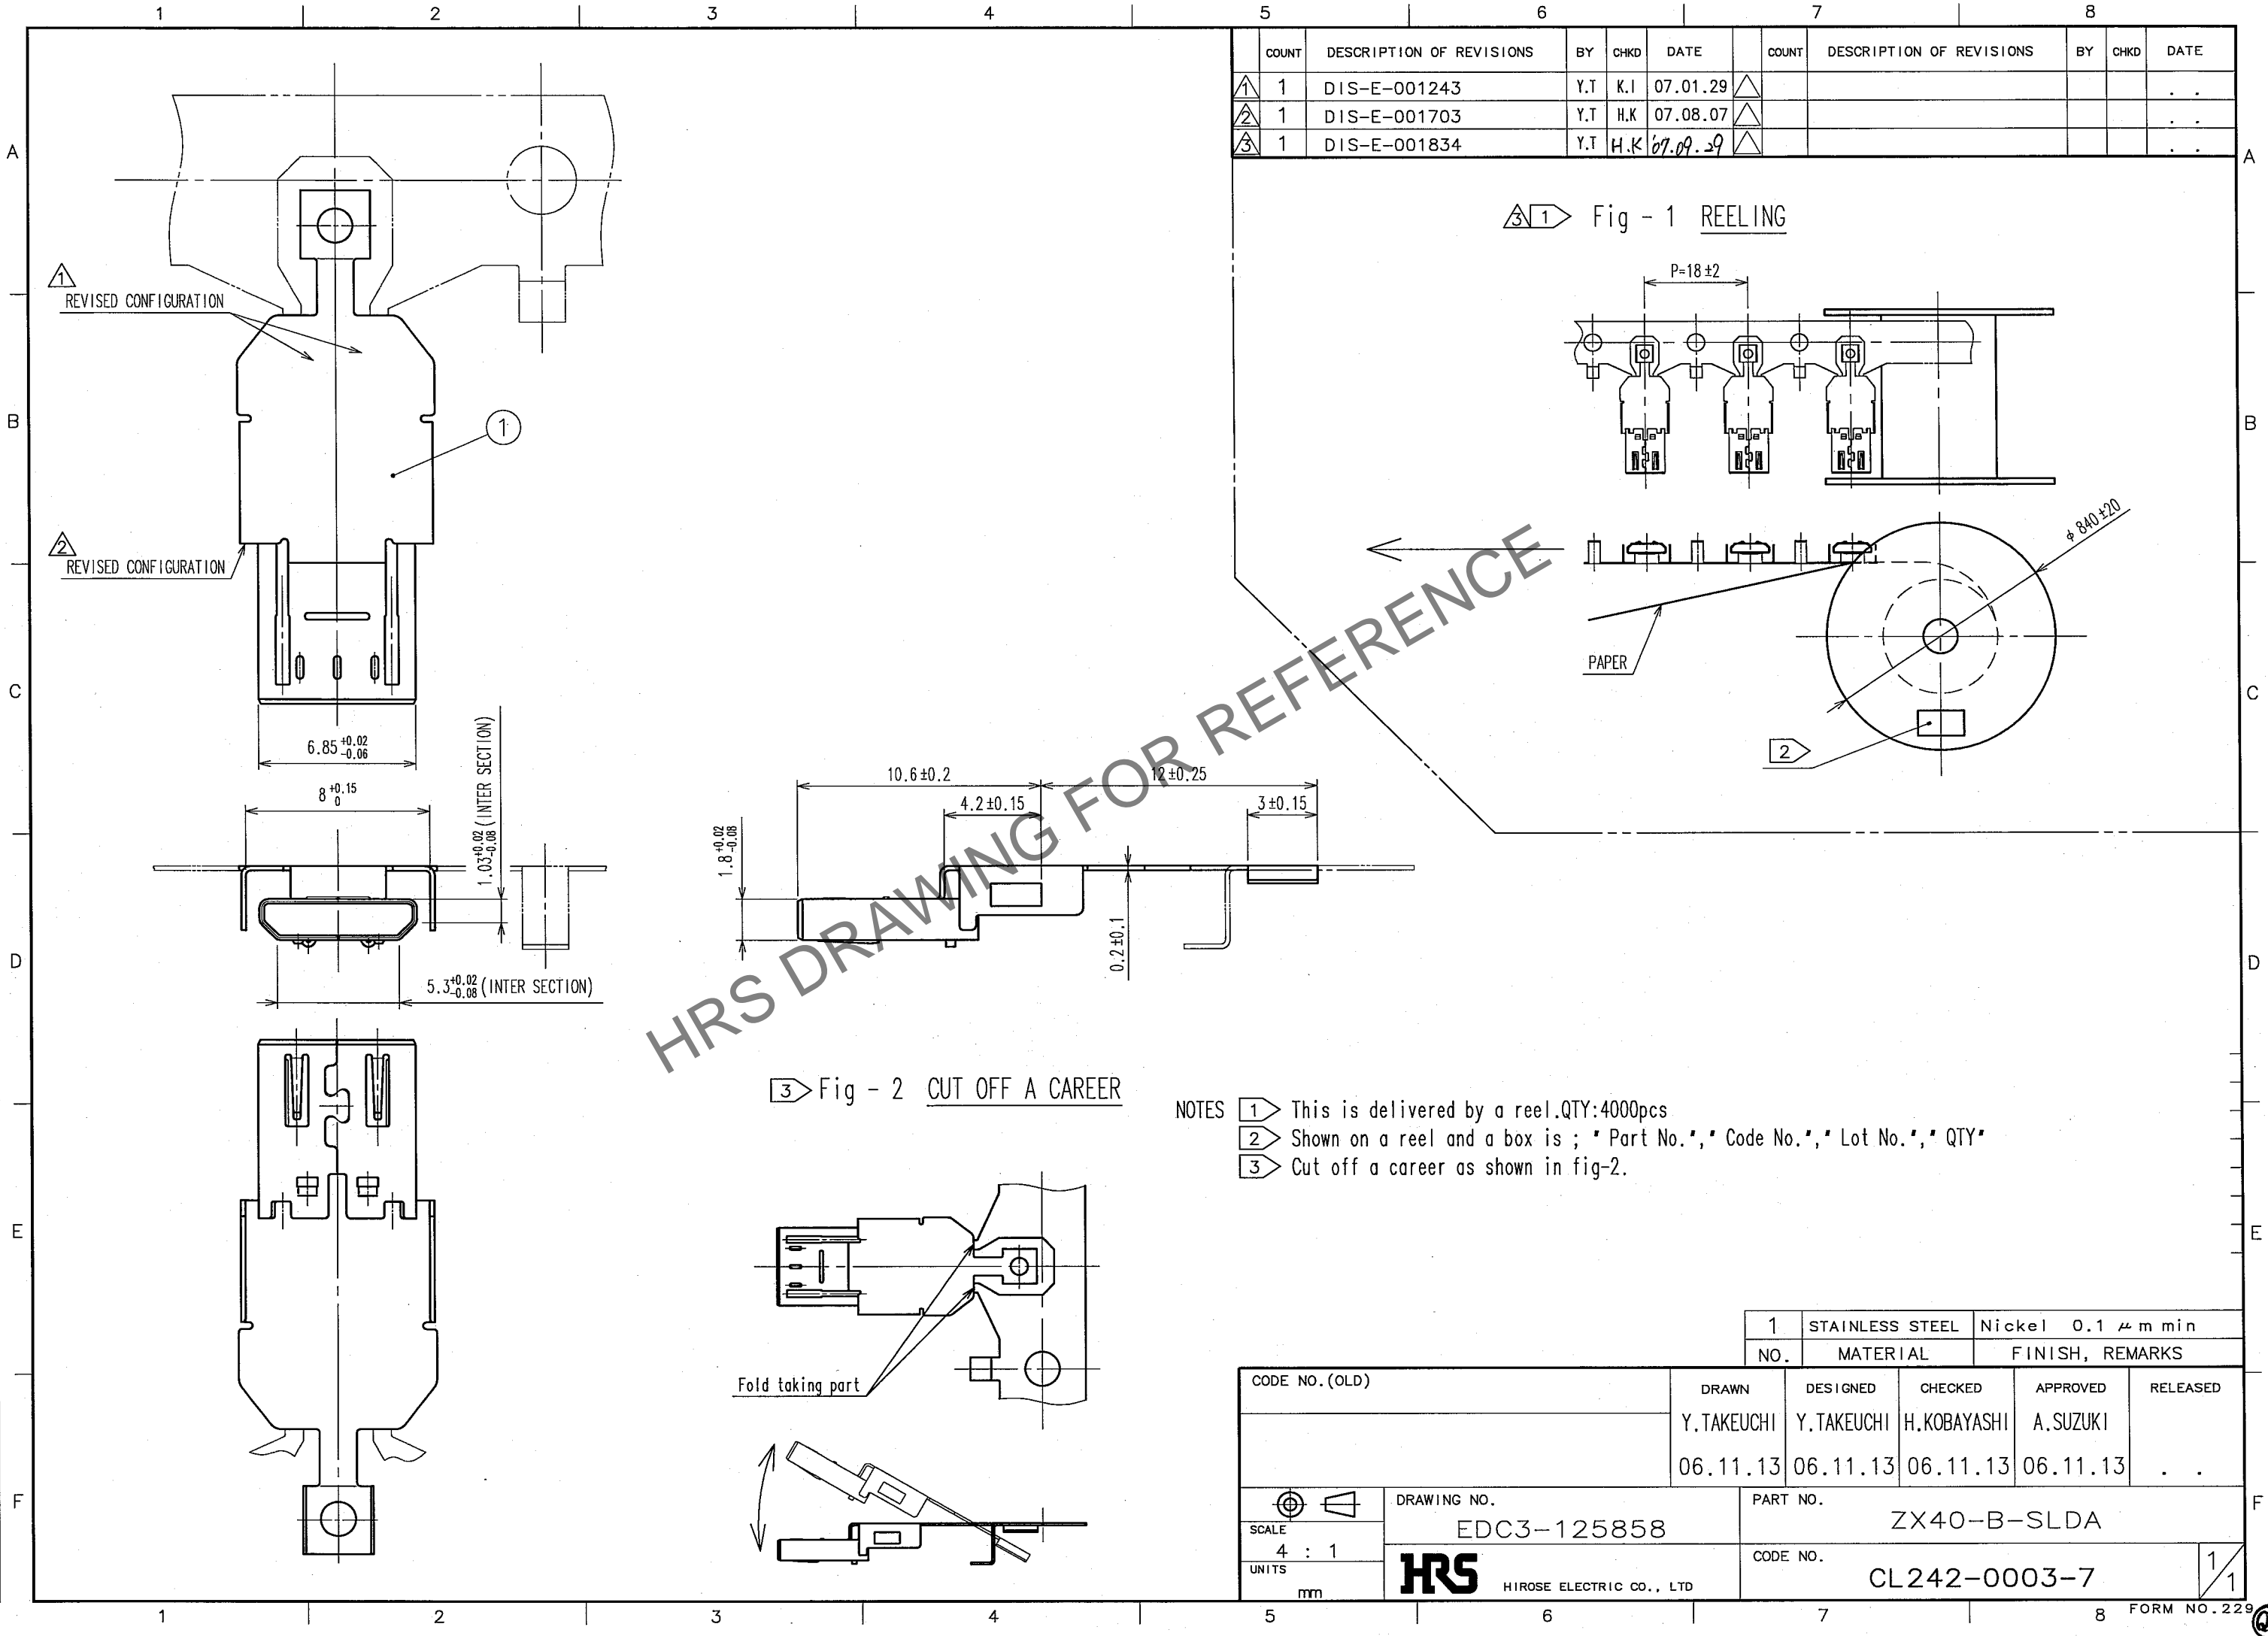 1 2 3 4 5 6 7 8
COUNT DESCRIPTION OF REVISIONS BY CHKD DATE COUNT DESCRIPTION OF REVISIONS BY CHKD DATE
1 1 DIS-E-001243 Y.T K.I 07.01.29 . .
2 1 DIS-E-001703 Y.T H.K 07.08.07 . .
3 1 DIS-E-001834 Y.T H.K '07.09.29 . .
A A
3 1 Fig - 1 REELING
P=18±2
1
REVISED CONFIGURATION
B B
1
2
REVISED CONFIGURATION
φ 840±20
PAPER
2
C C
6.85 +0.02 -0.06
8 +0.15 0
1.03 +0.02 -0.08 (INTER SECTION)
5.3 +0.02 -0.08 (INTER SECTION)
10.6±0.2
12±0.25
4.2±0.15
3±0.15
1.8 +0.02 -0.08
0.2±0.1
D D
HRS DRAWING FOR REFERENCE
3 Fig - 2 CUT OFF A CAREER
NOTES 1 This is delivered by a reel.QTY:4000pcs
2 Shown on a reel and a box is ; " Part No.", " Code No.", " Lot No.", " QTY"
3 Cut off a career as shown in fig-2.
E E
Fold taking part
1 STAINLESS STEEL Nickel 0.1 μm min
NO. MATERIAL FINISH, REMARKS
CODE NO.(OLD)
DRAWN DESIGNED CHECKED APPROVED RELEASED
Y.TAKEUCHI Y.TAKEUCHI H.KOBAYASHI A.SUZUKI
06.11.13 06.11.13 06.11.13 06.11.13 . .
F F
SCALE
4 : 1
UNITS
mm
DRAWING NO.
EDC3-125858
PART NO.
ZX40-B-SLDA
HRS HIROSE ELECTRIC CO., LTD
CODE NO.
CL242-0003-7
1/1
1 2 3 4 5 6 7 8
FORM NO.229